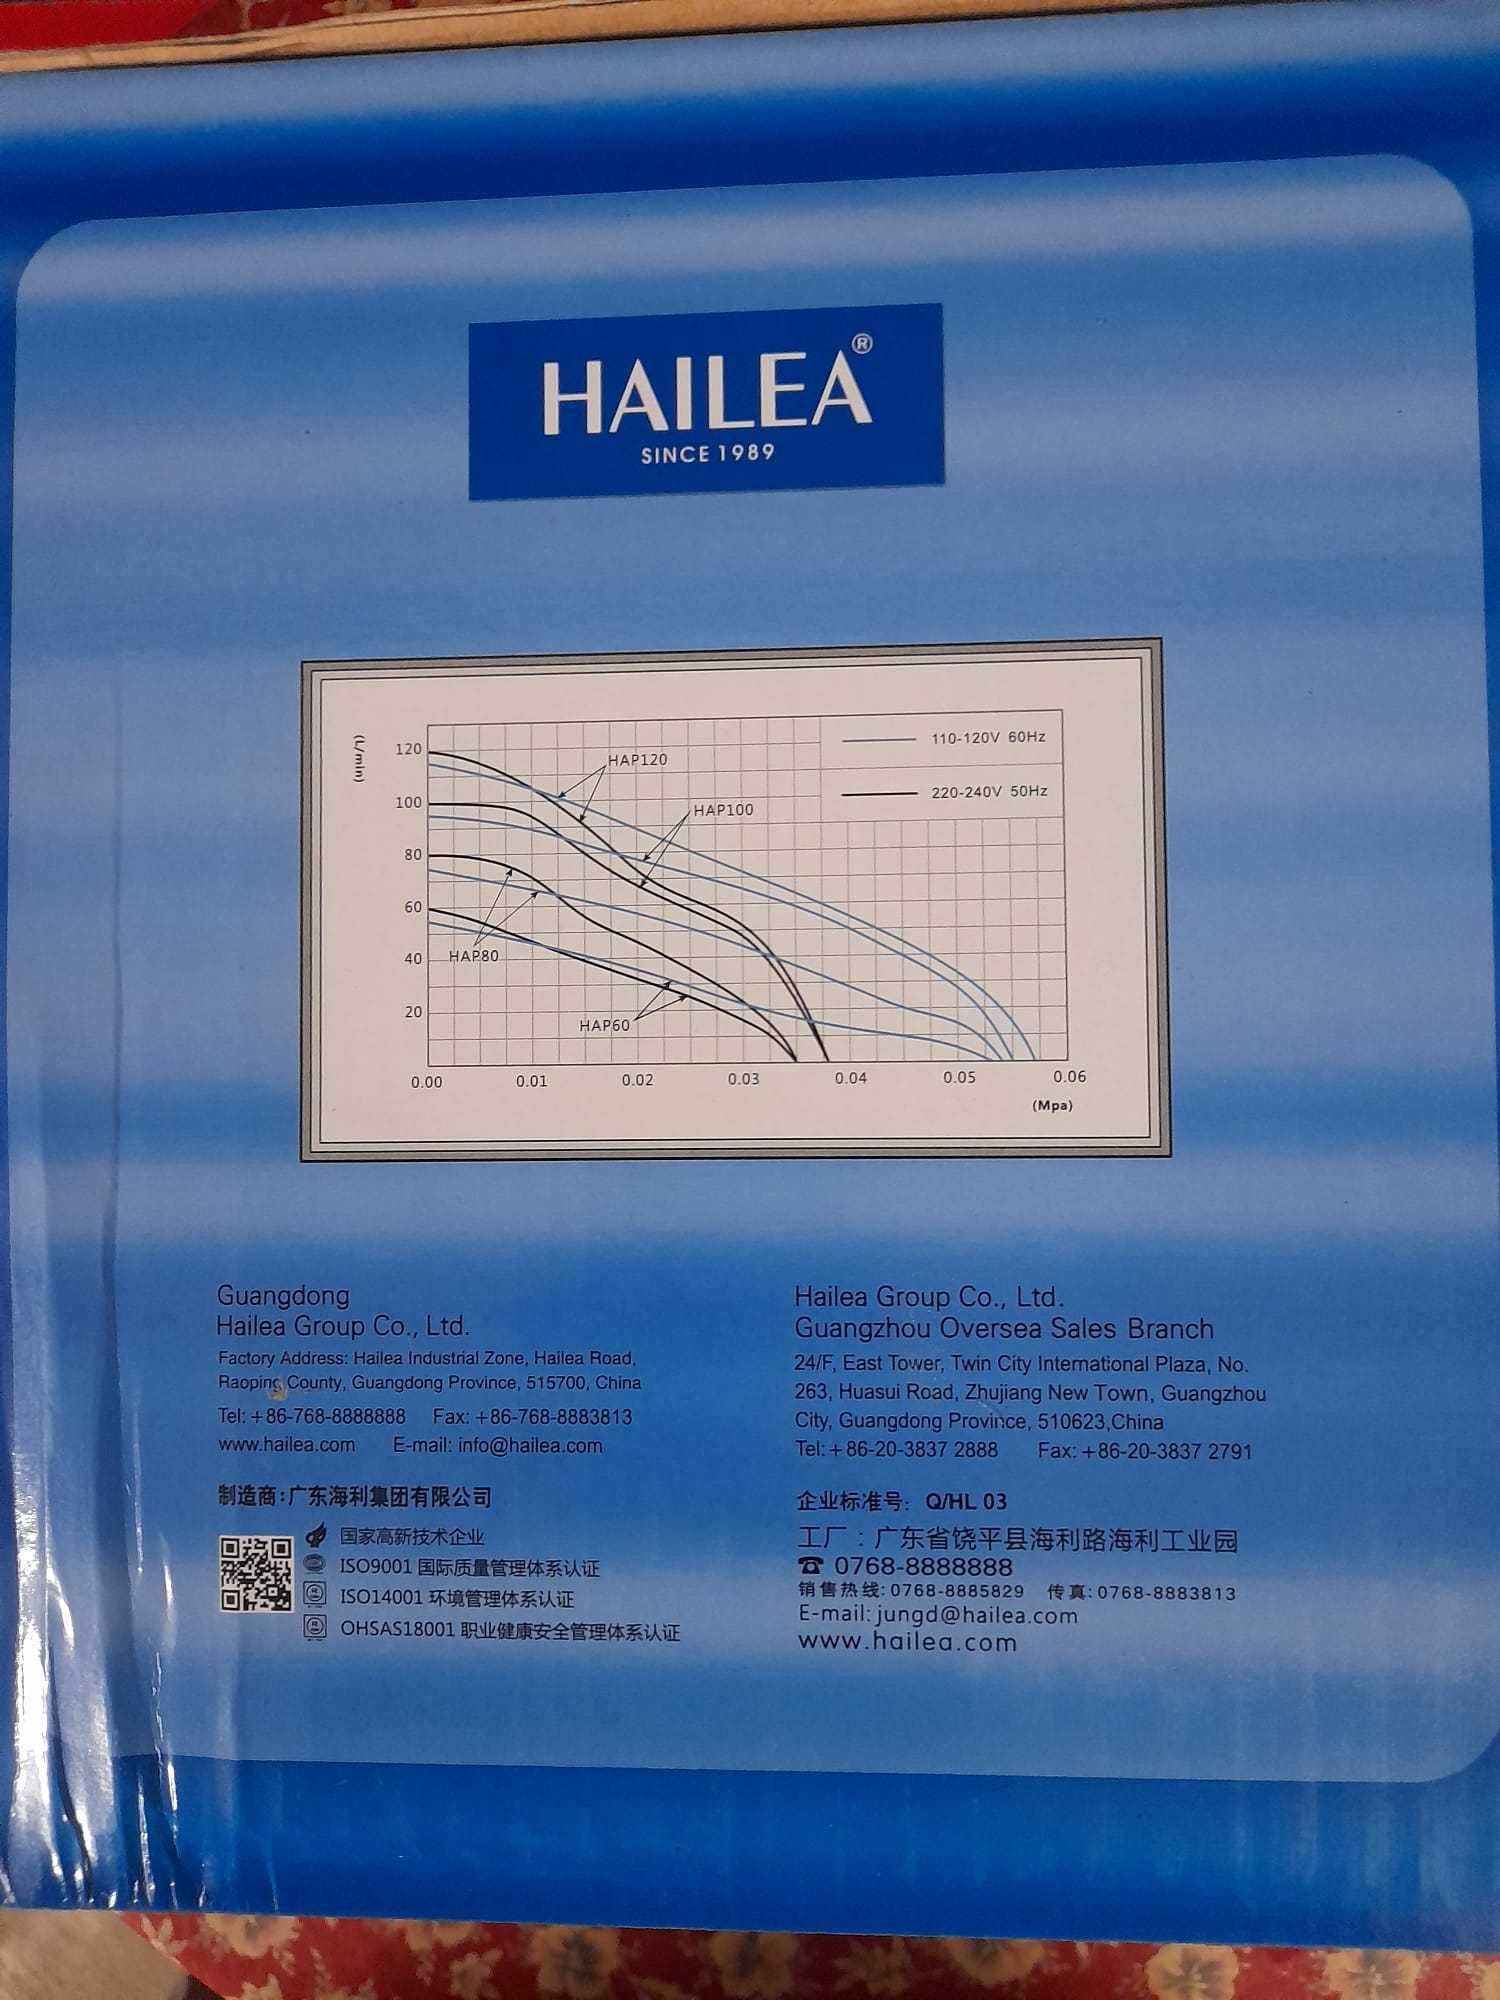 HAILEA®
SINCE 1989
(L/min)
120
100
80
60
40
20
HAP120
HAP100
HAP80
HAP60
110-120V 60Hz
220-240V 50Hz
0.00 0.01 0.02 0.03 0.04 0.05 0.06
(Mpa)
Guangdong
Hailea Group Co., Ltd.
Factory Address: Hailea Industrial Zone, Hailea Road,
Raoping County, Guangdong Province, 515700, China
Tel: +86-768-8888888 Fax: +86-768-8883813
www.hailea.com E-mail: info@hailea.com
制造商:广东海利集团有限公司
国家高新技术企业
ISO9001 国际质量管理体系认证
ISO14001 环境管理体系认证
OHSAS18001 职业健康安全管理体系认证
Hailea Group Co., Ltd.
Guangzhou Oversea Sales Branch
24/F, East Tower, Twin City International Plaza, No.
263, Huasui Road, Zhujiang New Town, Guangzhou
City, Guangdong Province, 510623,China
Tel: +86-20-3837 2888 Fax: +86-20-3837 2791
企业标准号: Q/HL 03
工厂:广东省饶平县海利路海利工业园
☎ 0768-8888888
销售热线: 0768-8885829 传真: 0768-8883813
E-mail: jungd@hailea.com
www.hailea.com